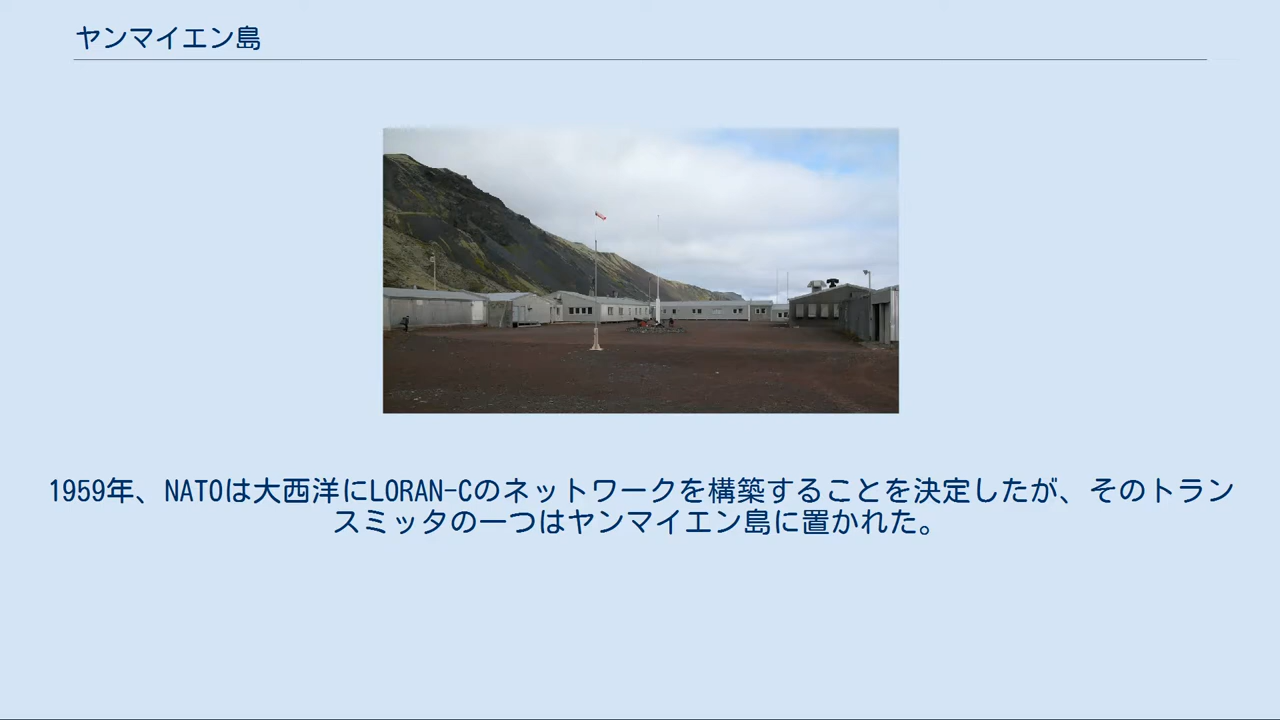 ヤンマイエン島
1959年、NATOは大西洋にLORAN-Cのネットワークを構築することを決定したが、そのトラン
スミッタの一つはヤンマイエン島に置かれた。